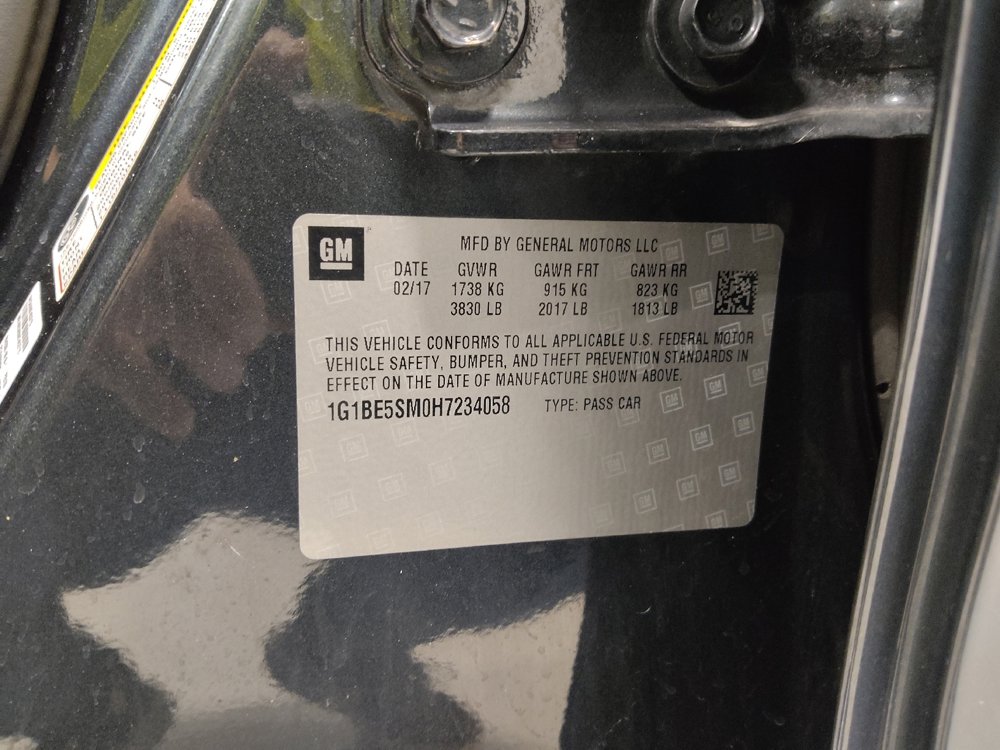 GM
MFD BY GENERAL MOTORS LLC
DATE GVWR GAWR FRT GAWR RR
02/17 1738 KG 915 KG 823 KG
3830 LB 2017 LB 1813 LB
THIS VEHICLE CONFORMS TO ALL APPLICABLE U.S. FEDERAL MOTOR
VEHICLE SAFETY, BUMPER, AND THEFT PREVENTION STANDARDS IN
EFFECT ON THE DATE OF MANUFACTURE SHOWN ABOVE.
1G1BE5SM0H7234058 TYPE: PASS CAR